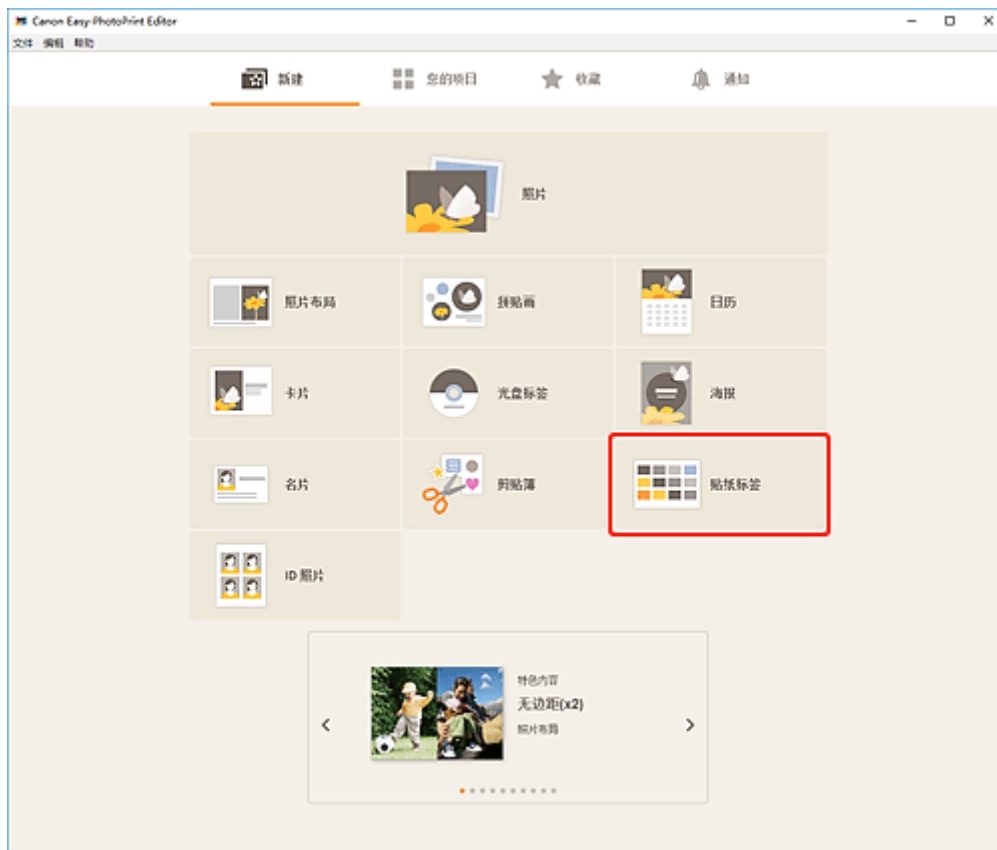 Canon Easy-PhotoPrint Editor
文件 编辑 帮助
新建 您的项目 收藏 通知
照片
照片布局 拼贴画 日历
卡片 光盘标签 海报
名片 剪贴簿 贴纸标签
ID 照片
特色内容
无边距(x2)
照片布局